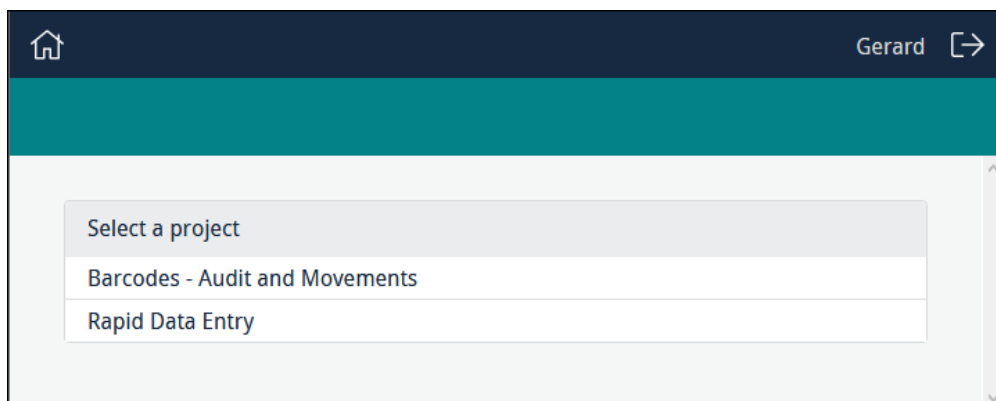 Gerard
Select a project
Barcodes - Audit and Movements
Rapid Data Entry